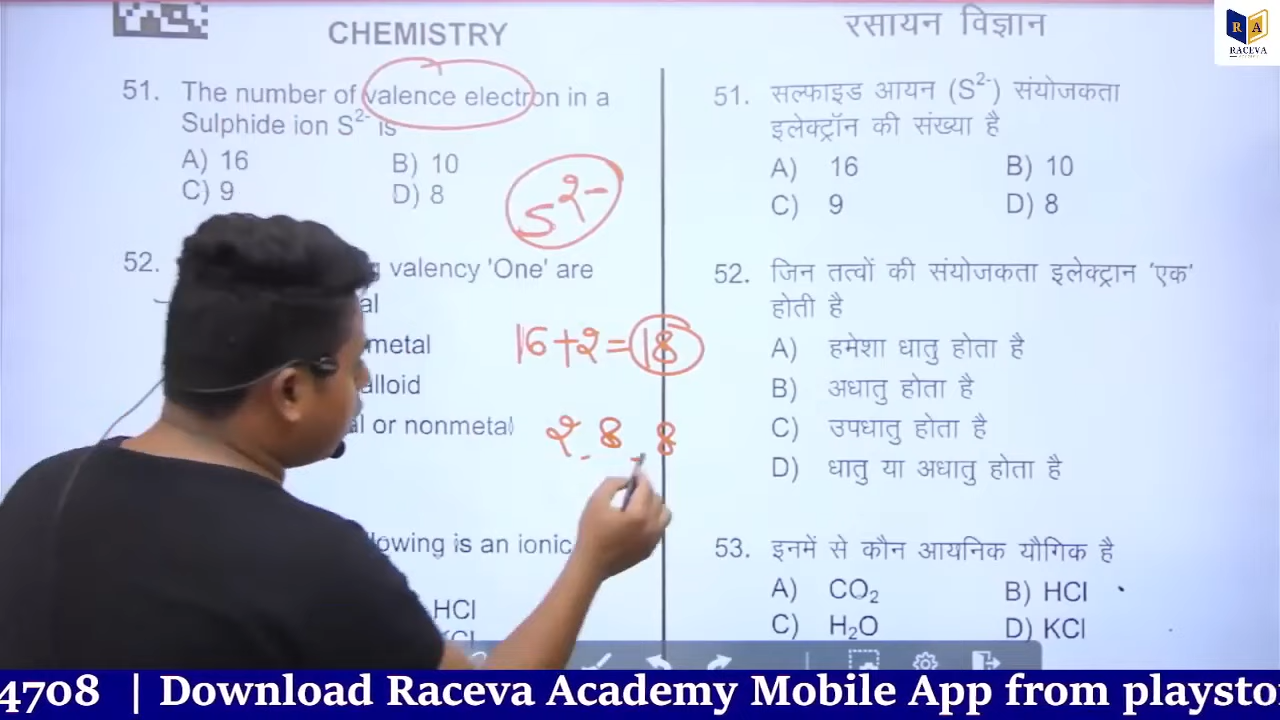 CHEMISTRY
51. The number of valence electron in a
Sulphide ion S²⁻ is
A) 16 B) 10
C) 9 D) 8
S²⁻
52. valency 'One' are
al
metal
alloid
al or nonmetal
16+2=18
2.8.8
lowing is an ionic
HCl
रसायन विज्ञान
51. सल्फाइड आयन (S²⁻) संयोजकता
इलेक्ट्रॉन की संख्या है
A) 16 B) 10
C) 9 D) 8
52. जिन तत्वों की संयोजकता इलेक्ट्रान 'एक'
होती है
A) हमेशा धातु होता है
B) अधातु होता है
C) उपधातु होता है
D) धातु या अधातु होता है
53. इनमें से कौन आयनिक यौगिक है
A) CO₂ B) HCl
C) H₂O D) KCl
R A
RACEVA
4708 | Download Raceva Academy Mobile App from playsto